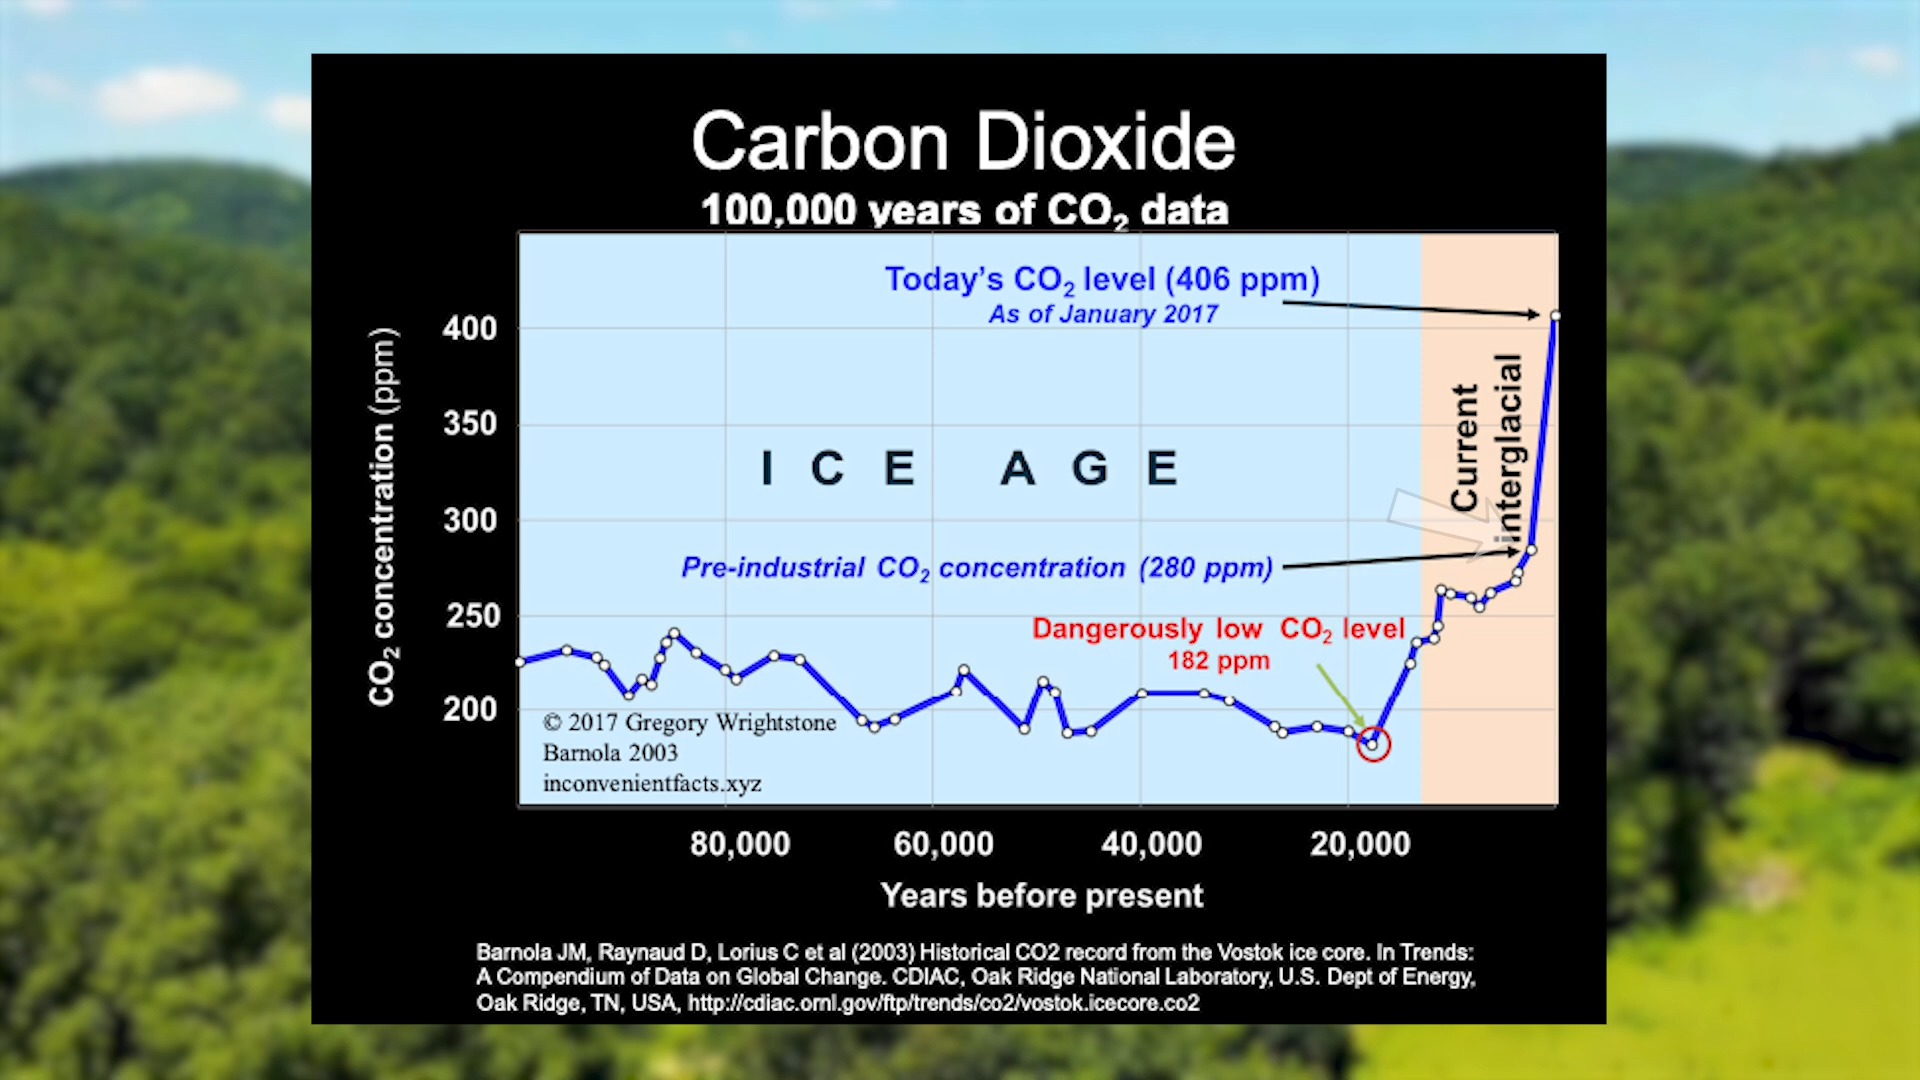 Carbon Dioxide
100,000 years of CO₂ data
Today's CO₂ level (406 ppm)
As of January 2017
400
350
300
250
200
CO₂ concentration (ppm)
ICE AGE
Current
interglacial
Pre-industrial CO₂ concentration (280 ppm)
Dangerously low CO₂ level
182 ppm
© 2017 Gregory Wrightstone
Barnola 2003
inconvenientfacts.xyz
80,000
60,000
40,000
20,000
Years before present
Barnola JM, Raynaud D, Lorius C et al (2003) Historical CO2 record from the Vostok ice core. In Trends:
A Compendium of Data on Global Change. CDIAC, Oak Ridge National Laboratory, U.S. Dept of Energy,
Oak Ridge, TN, USA, http://cdiac.ornl.gov/ftp/trends/co2/vostok.icecore.co2